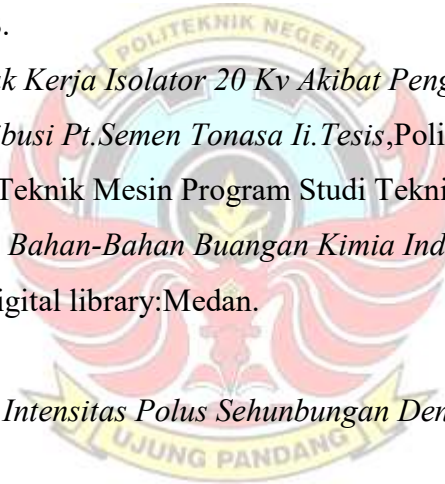 POLITEKNIK NEGERI
k Kerja Isolator 20 Kv Akibat Peng
busi Pt.Semen Tonasa Ii.Tesis,Poli
Teknik Mesin Program Studi Tekni
Bahan-Bahan Buangan Kimia Ind
igital library:Medan.
Intensitas Polus Sehunbungan Den
UJUNG PANDANG